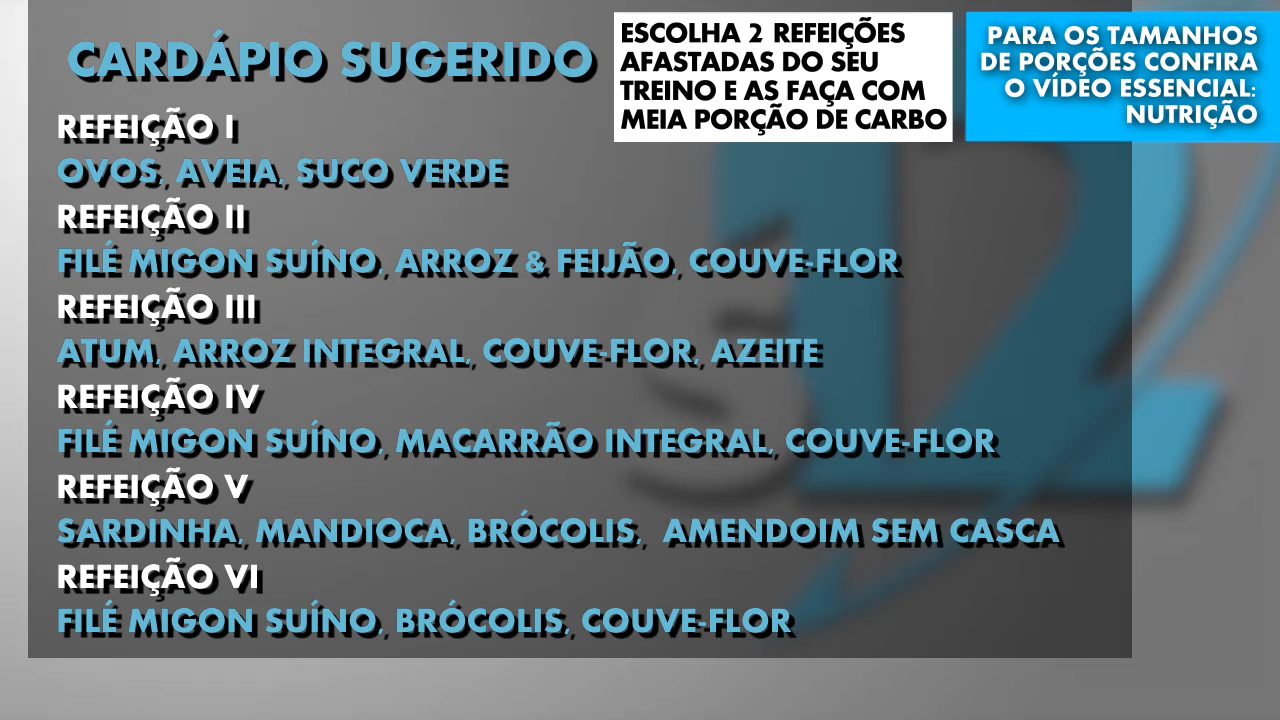 CARDÁPIO SUGERIDO
ESCOLHA 2 REFEIÇÕES
AFASTADAS DO SEU
TREINO E AS FAÇA COM
MEIA PORÇÃO DE CARBO
PARA OS TAMANHOS
DE PORÇÕES CONFIRA
O VÍDEO ESSENCIAL:
NUTRIÇÃO
REFEIÇÃO I
OVOS, AVEIA, SUCO VERDE
REFEIÇÃO II
FILÉ MIGON SUÍNO, ARROZ & FEIJÃO, COUVE-FLOR
REFEIÇÃO III
ATUM, ARROZ INTEGRAL, COUVE-FLOR, AZEITE
REFEIÇÃO IV
FILÉ MIGON SUÍNO, MACARRÃO INTEGRAL, COUVE-FLOR
REFEIÇÃO V
SARDINHA, MANDIOCA, BRÓCOLIS, AMENDOIM SEM CASCA
REFEIÇÃO VI
FILÉ MIGON SUÍNO, BRÓCOLIS, COUVE-FLOR
12